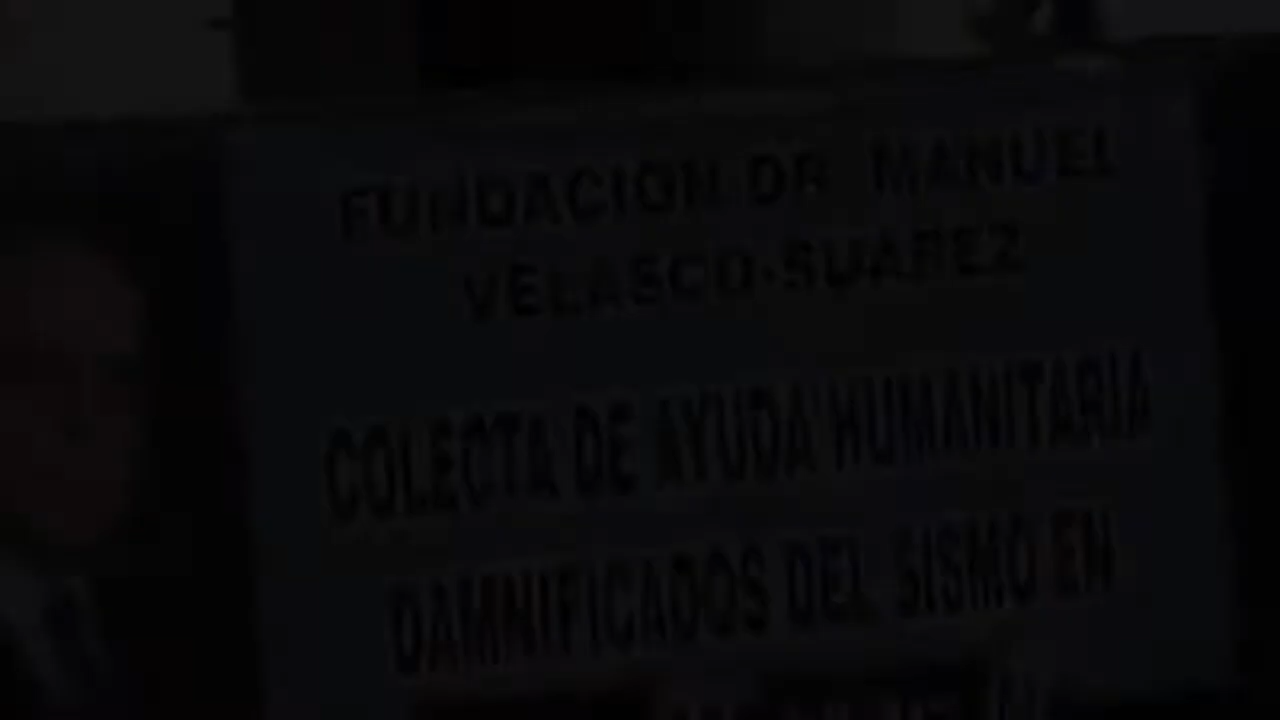 FUNDACION DR MANUEL
VELASCO-SUAREZ
COLECTA DE AYUDA HUMANITARIA
DAMNIFICADOS DEL SISMO EN